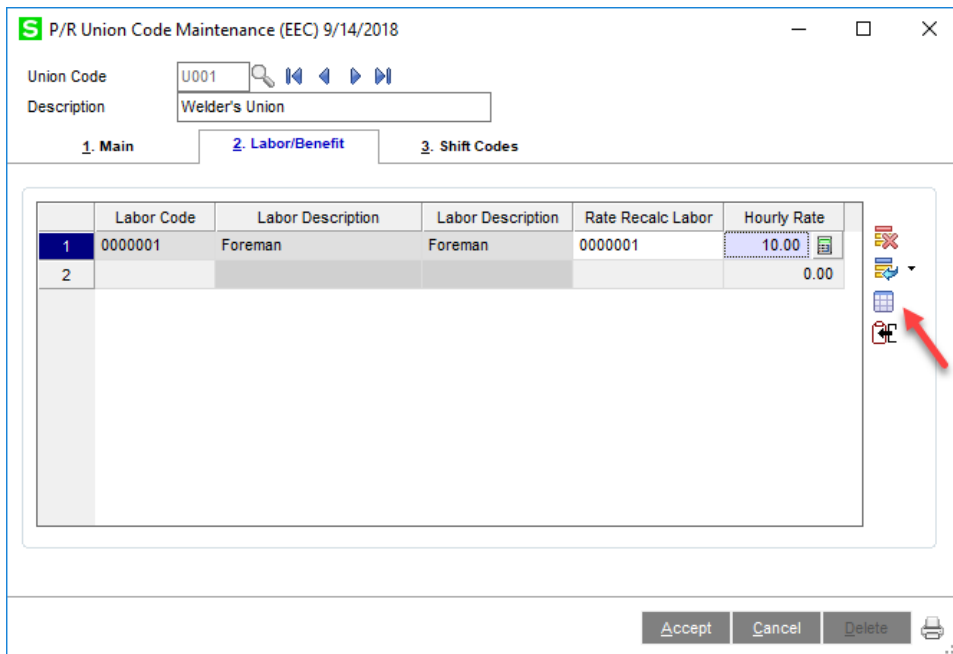 S P/R Union Code Maintenance (EEC) 9/14/2018
Union Code U001
Description Welder's Union
1. Main 2. Labor/Benefit 3. Shift Codes
Labor Code Labor Description Labor Description Rate Recalc Labor Hourly Rate
1 0000001 Foreman Foreman 0000001 10.00
2 0.00
Accept Cancel Delete